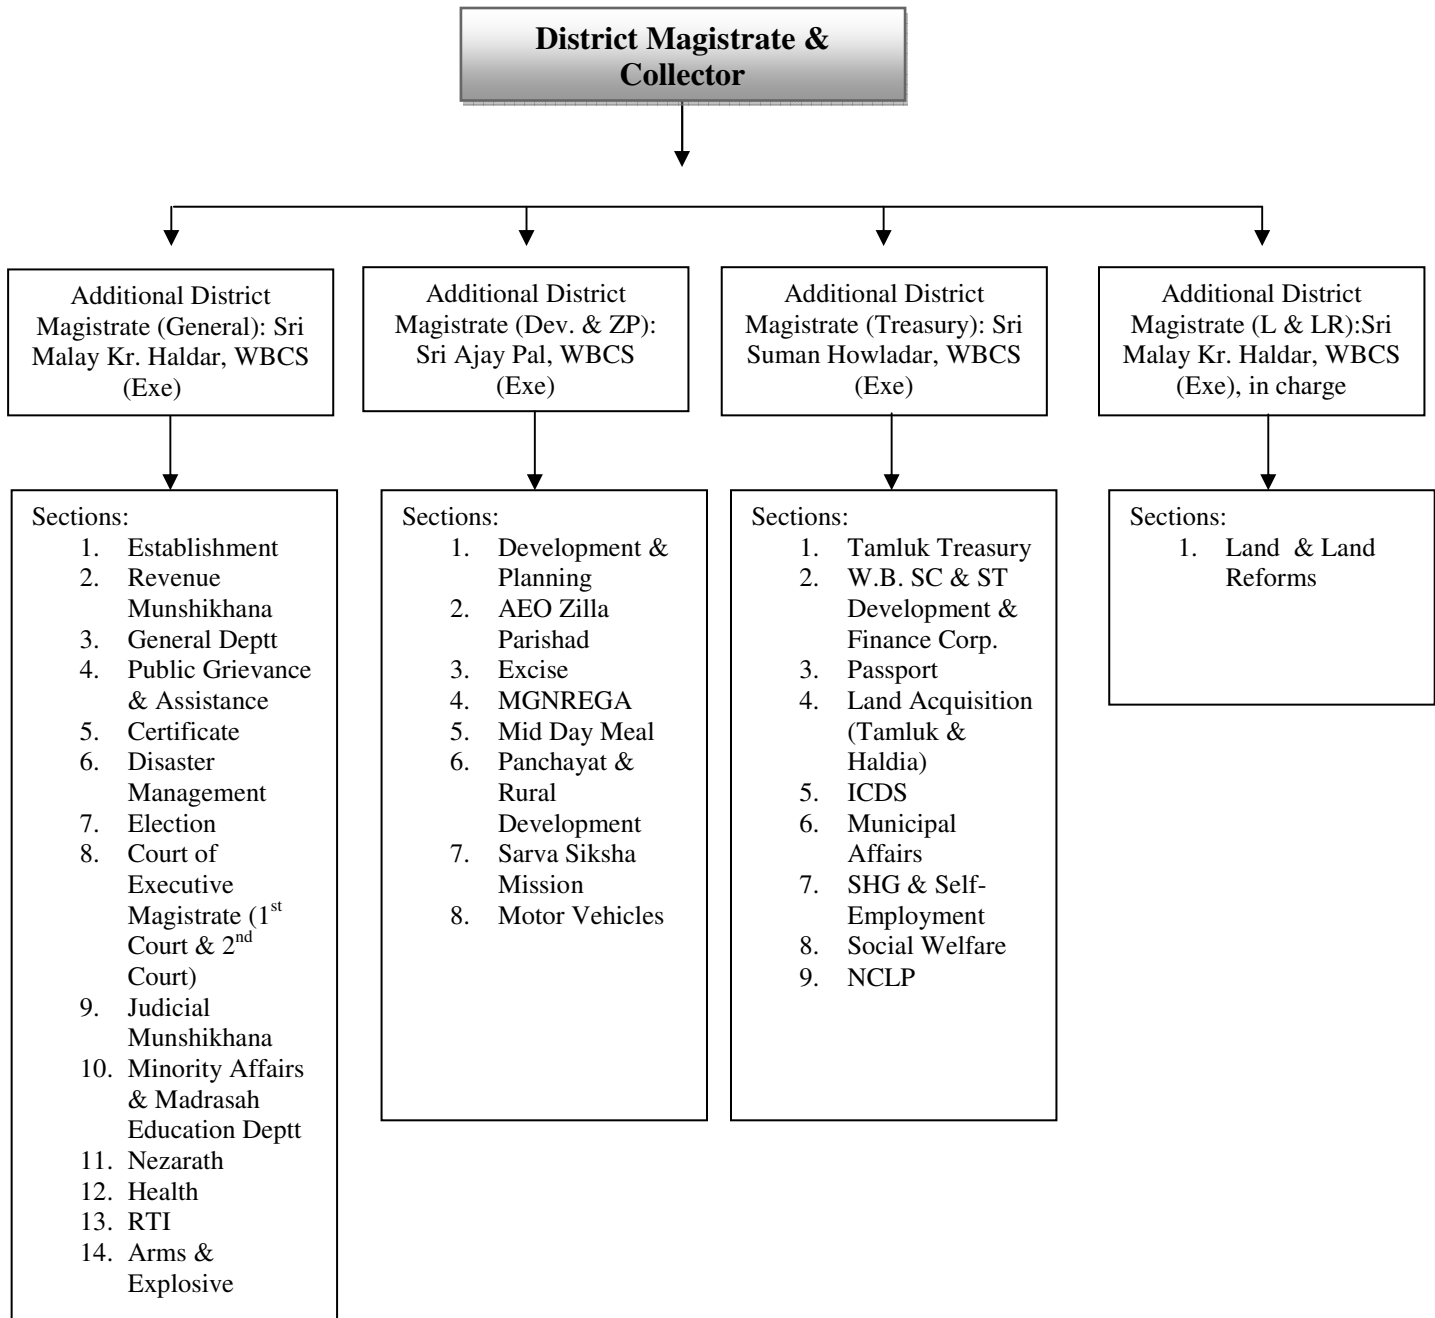 District Magistrate &
Collector
Additional District
Magistrate (General): Sri
Malay Kr. Haldar, WBCS
(Exe)
Additional District
Magistrate (Dev. & ZP):
Sri Ajay Pal, WBCS
(Exe)
Additional District
Magistrate (Treasury): Sri
Suman Howladar, WBCS
(Exe)
Additional District
Magistrate (L & LR):Sri
Malay Kr. Haldar, WBCS
(Exe), in charge
Sections:
1. Establishment
2. Revenue
Munshikhana
3. General Deptt
4. Public Grievance
& Assistance
5. Certificate
6. Disaster
Management
7. Election
8. Court of
Executive
Magistrate (1st
Court & 2nd
Court)
9. Judicial
Munshikhana
10. Minority Affairs
& Madrasah
Education Deptt
11. Nezarath
12. Health
13. RTI
14. Arms &
Explosive
Sections:
1. Development &
Planning
2. AEO Zilla
Parishad
3. Excise
4. MGNREGA
5. Mid Day Meal
6. Panchayat &
Rural
Development
7. Sarva Siksha
Mission
8. Motor Vehicles
Sections:
1. Tamluk Treasury
2. W.B. SC & ST
Development &
Finance Corp.
3. Passport
4. Land Acquisition
(Tamluk &
Haldia)
5. ICDS
6. Municipal
Affairs
7. SHG & Self-
Employment
8. Social Welfare
9. NCLP
Sections:
1. Land & Land
Reforms